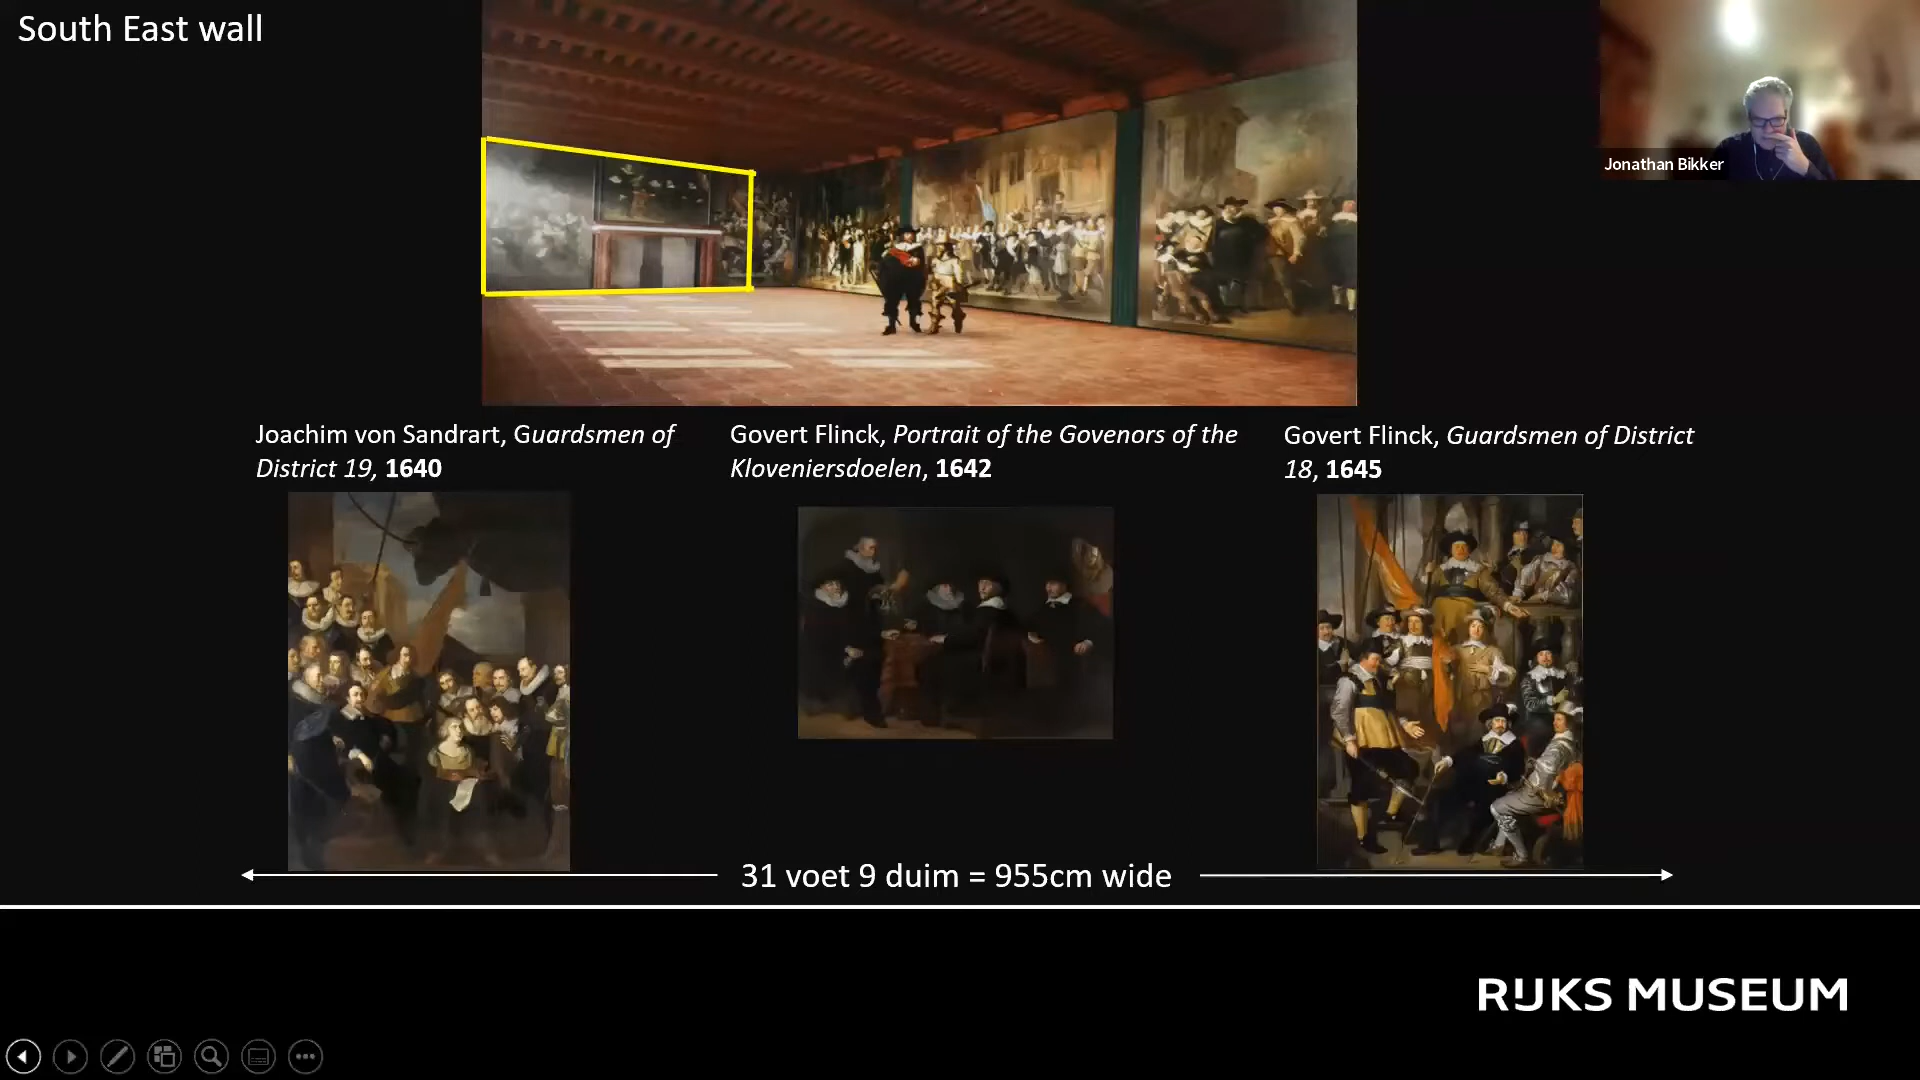 South East wall
Jonathan Bikker
Joachim von Sandrart, Guardsmen of
District 19, 1640
Govert Flinck, Portrait of the Govenors of the
Kloveniersdoelen, 1642
Govert Flinck, Guardsmen of District
18, 1645
31 voet 9 duim = 955cm wide
RIJKS MUSEUM